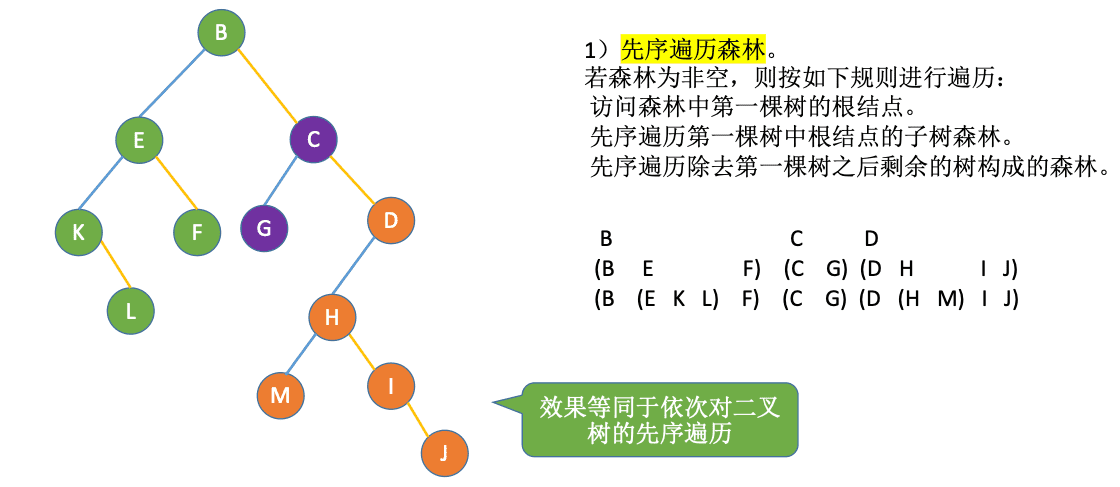 B
E
C
K
F
G
D
L
H
M
I
J
1）先序遍历森林。
若森林为非空，则按如下规则进行遍历：
访问森林中第一棵树的根结点。
先序遍历第一棵树中根结点的子树森林。
先序遍历除去第一棵树之后剩余的树构成的森林。
B C D
(B E F) (C G) (D H I J)
(B (E K L) F) (C G) (D (H M) I J)
效果等同于依次对二叉
树的先序遍历